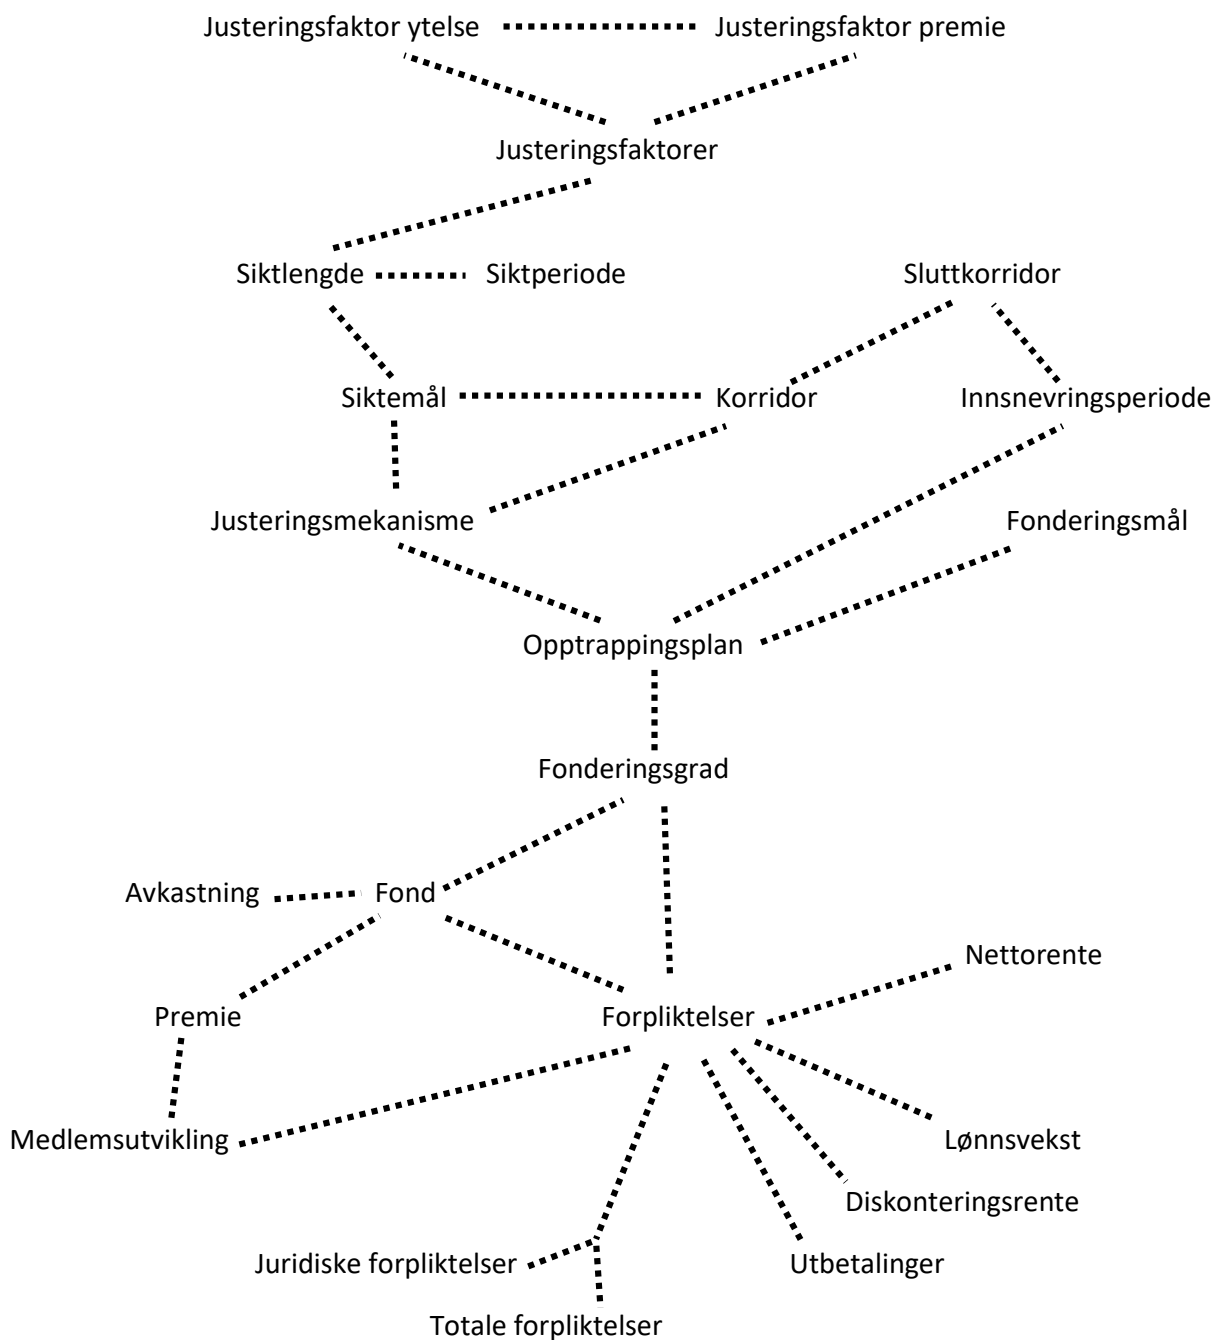 Justeringsfaktor ytelse
Justeringsfaktor premie
Justeringsfaktorer
Siktlengde
Siktperiode
Sluttkorridor
Siktemål
Korridor
Innsnevringsperiode
Justeringsmekanisme
Fonderingsmål
Opptrappingsplan
Fonderingsgrad
Avkastning
Fond
Nettorente
Premie
Forpliktelser
Medlemsutvikling
Lønnsvekst
Diskonteringsrente
Juridiske forpliktelser
Utbetalinger
Totale forpliktelser